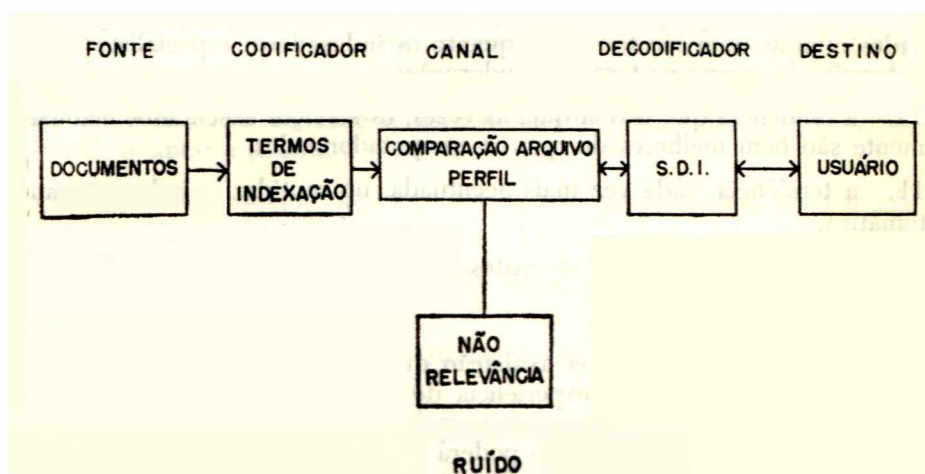 FONTE
CODIFICADOR
CANAL
DECODIFICADOR
DESTINO
DOCUMENTOS
TERMOS
DE
INDEXAÇÃO
COMPARAÇÃO ARQUIVO
PERFIL
S.D.I.
USUÁRIO
NÃO
RELEVÂNCIA
RUÍDO